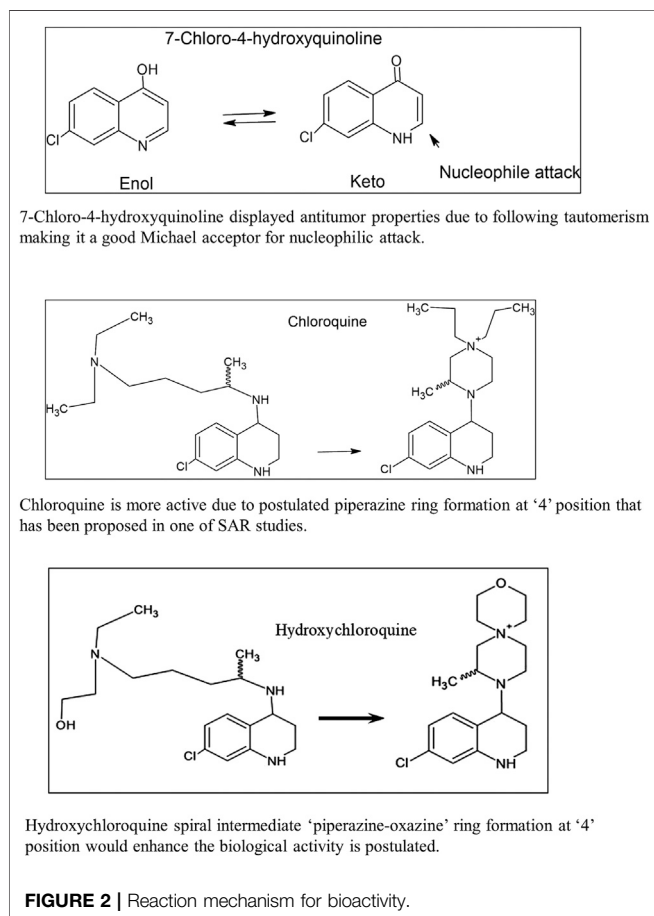 7-Chloro-4-hydroxyquinoline
OH
Cl
N
Enol
O
Cl
NH
Keto
Nucleophile attack
7-Chloro-4-hydroxyquinoline displayed antitumor properties due to following tautomerism
making it a good Michael acceptor for nucleophilic attack.
Chloroquine
CH₃
N
H₃C
CH₃
NH
Cl
NH
H₃C
CH₃
N⁺
H₃C
N
Cl
NH
Chloroquine is more active due to postulated piperazine ring formation at ‘4’ position that
has been proposed in one of SAR studies.
Hydroxychloroquine
CH₃
N
OH
CH₃
NH
Cl
NH
O
N⁺
H₃C
N
Cl
NH
Hydroxychloroquine spiral intermediate ‘piperazine-oxazine’ ring formation at ‘4’
position would enhance the biological activity is postulated.
FIGURE 2 | Reaction mechanism for bioactivity.